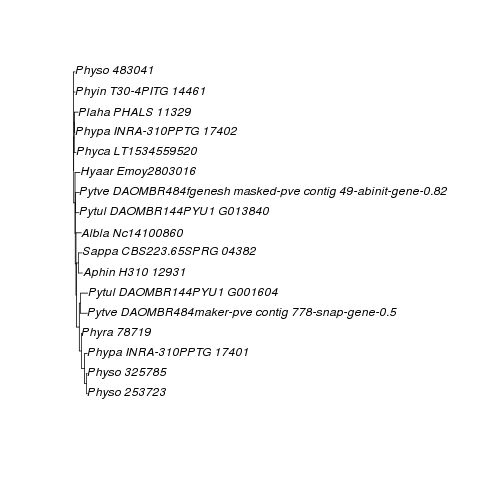 Physo 483041
Phyin T30-4PITG 14461
Plaha PHALS 11329
Phypa INRA-310PPTG 17402
Phyca LT1534559520
Hyaar Emoy2803016
Pytve DAOMBR484fgenesh masked-pve contig 49-abinit-gene-0.82
Pytul DAOMBR144PYU1 G013840
Albla Nc14100860
Sappa CBS223.65SPRG 04382
Aphin H310 12931
Pytul DAOMBR144PYU1 G001604
Pytve DAOMBR484maker-pve contig 778-snap-gene-0.5
Phyra 78719
Phypa INRA-310PPTG 17401
Physo 325785
Physo 253723